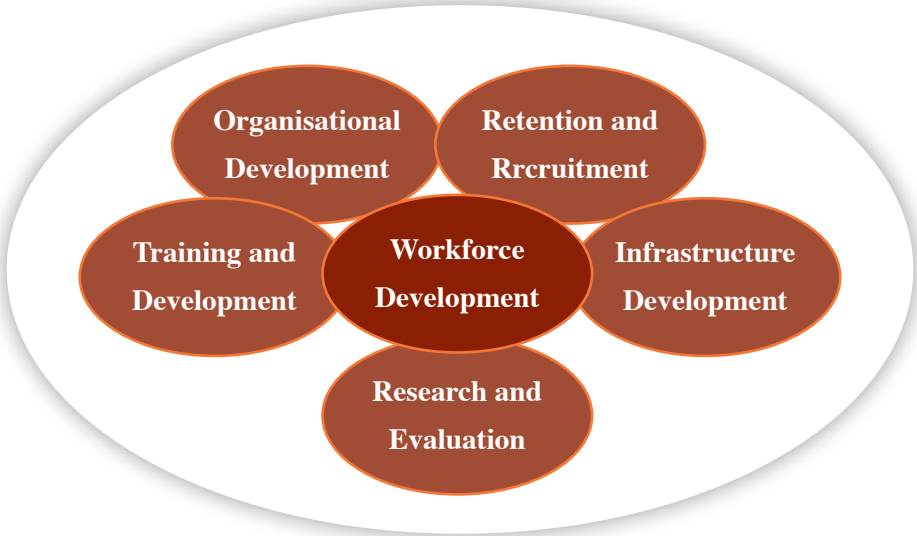 Organisational
Development
Retention and
Rrcruitment
Training and
Development
Workforce
Development
Infrastructure
Development
Research and
Evaluation